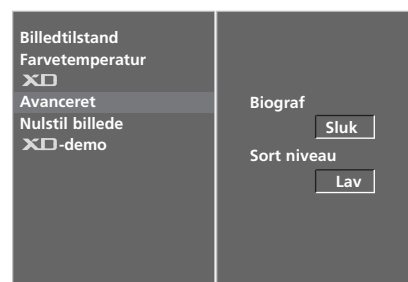 Billedtilstand
Farvetemperatur
XD
Avanceret
Nulstil billede
XD-demo
Biograf
Sluk
Sort niveau
Lav